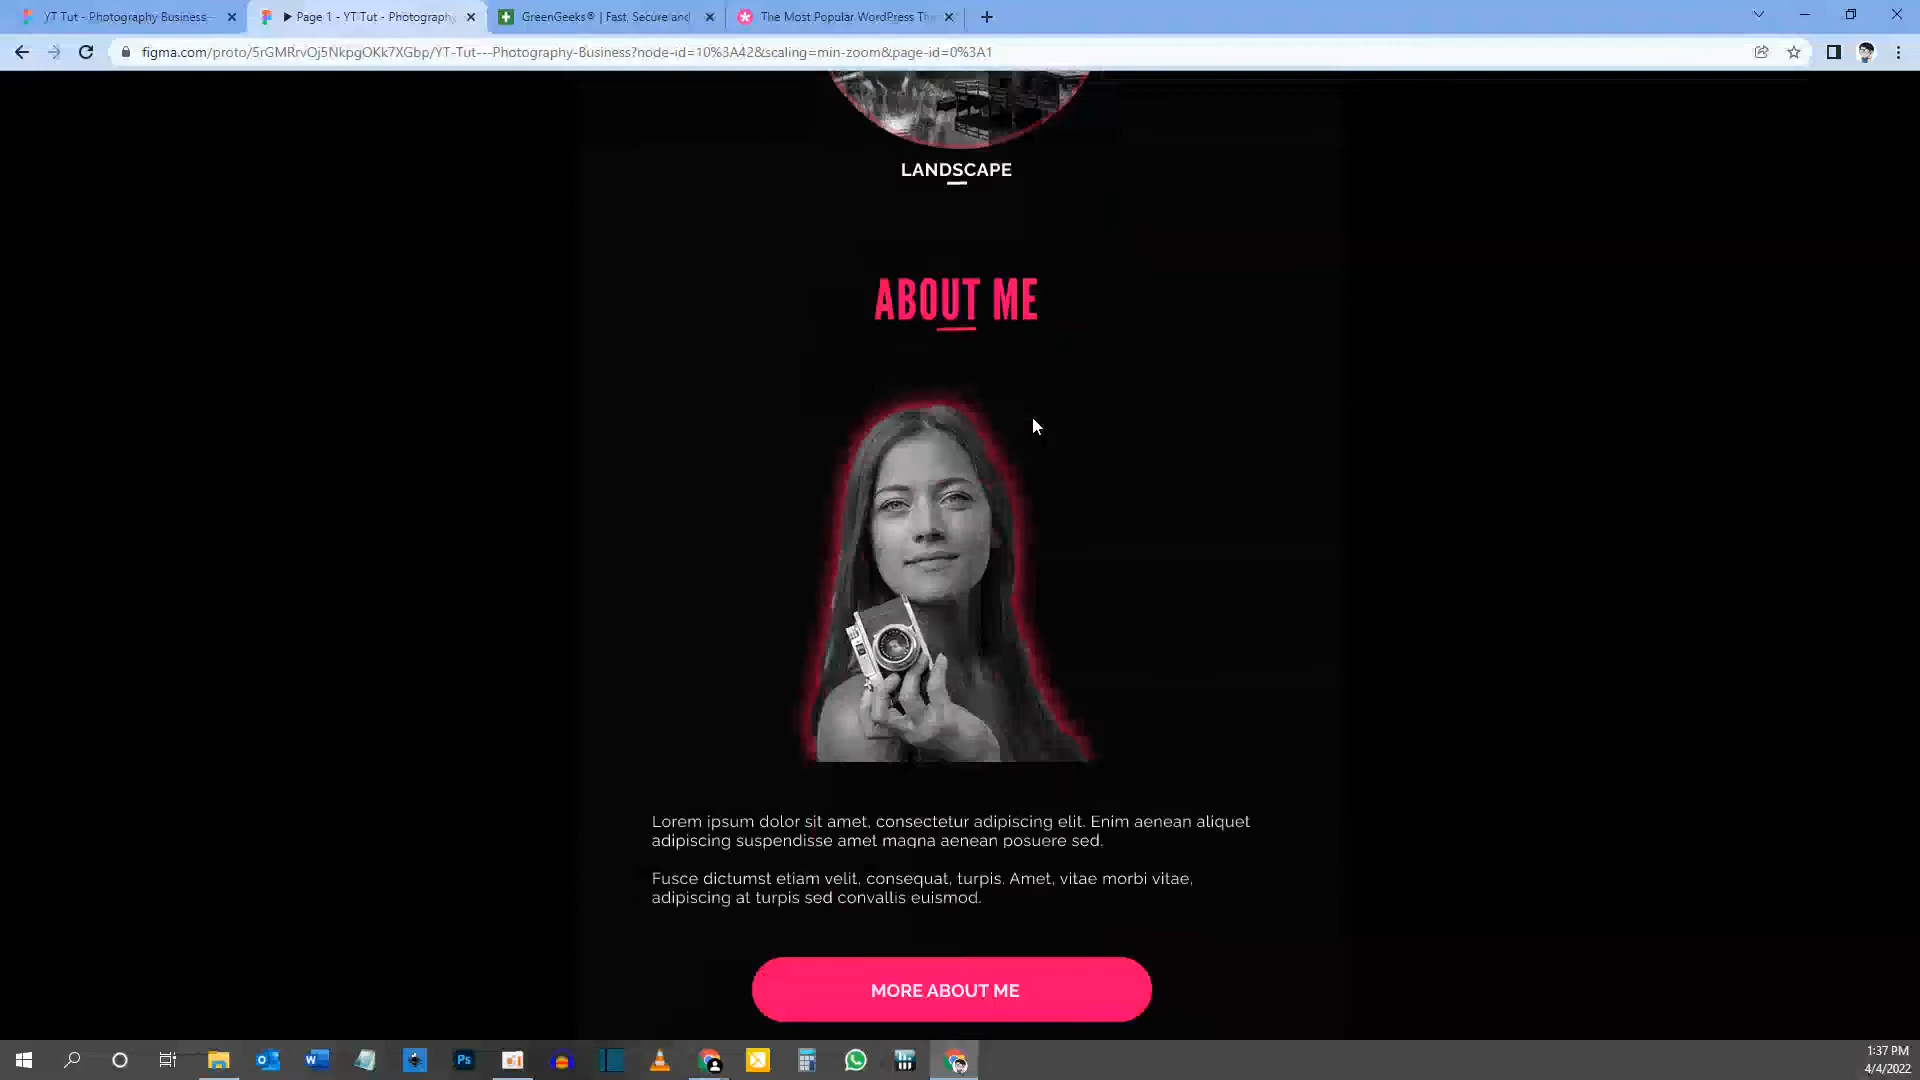 YT Tut - Photography Business
Page 1 - YT Tut - Photography
GreenGeeks® | Fast, Secure and
The Most Popular WordPress The
figma.com/proto/5rGMRrvOj5NkpgOKk7XGbp/YT-Tut---Photography-Business?node-id=10%3A42&scaling=min-zoom&page-id=0%3A1
LANDSCAPE
ABOUT ME
Lorem ipsum dolor sit amet, consectetur adipiscing elit. Enim aenean aliquet
adipiscing suspendisse amet magna aenean posuere sed.
Fusce dictumst etiam velit, consequat, turpis. Amet, vitae morbi vitae,
adipiscing at turpis sed convallis euismod.
MORE ABOUT ME
Ps
1:37 PM
4/4/2022